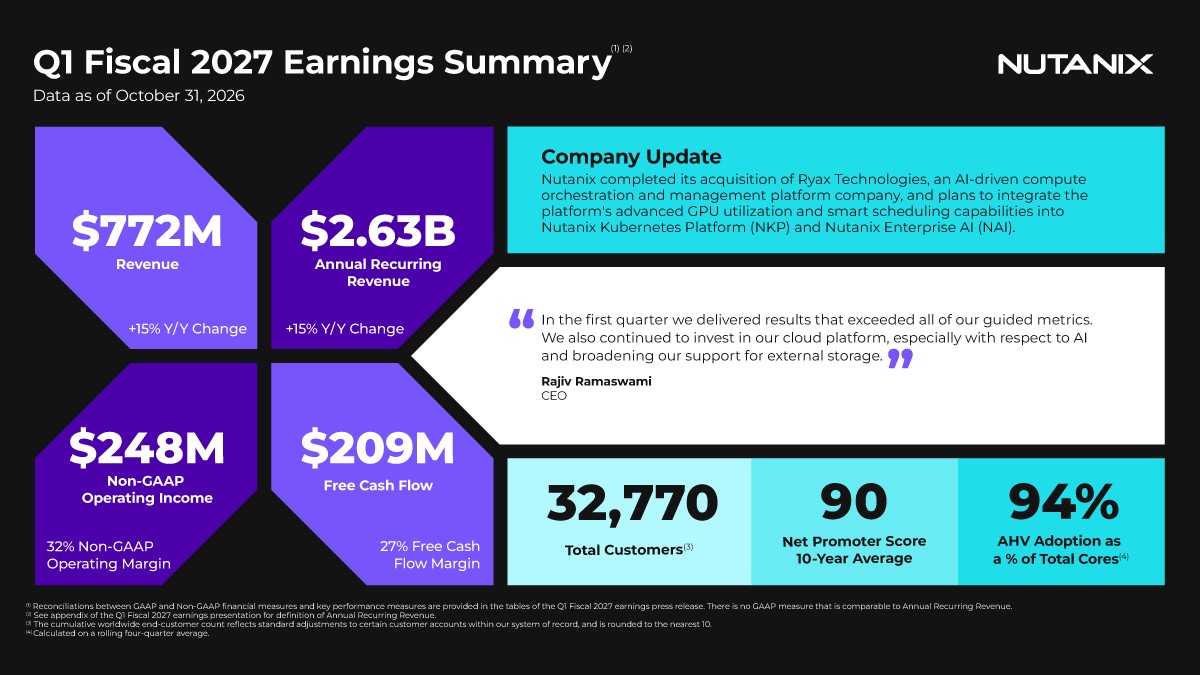 Q1 Fiscal 2027 Earnings Summary(1) (2)
Data as of October 31, 2026
NUTANIX
$772M
Revenue
+15% Y/Y Change
$2.63B
Annual Recurring
Revenue
+15% Y/Y Change
$248M
Non-GAAP
Operating Income
32% Non-GAAP
Operating Margin
$209M
Free Cash Flow
27% Free Cash
Flow Margin
Company Update
Nutanix completed its acquisition of Ryax Technologies, an AI-driven compute
orchestration and management platform company, and plans to integrate the
platform's advanced GPU utilization and smart scheduling capabilities into
Nutanix Kubernetes Platform (NKP) and Nutanix Enterprise AI (NAI).
“In the first quarter we delivered results that exceeded all of our guided metrics.
We also continued to invest in our cloud platform, especially with respect to AI
and broadening our support for external storage.”
Rajiv Ramaswami
CEO
32,770
Total Customers(3)
90
Net Promoter Score
10-Year Average
94%
AHV Adoption as
a % of Total Cores(4)
(1) Reconciliations between GAAP and Non-GAAP financial measures and key performance measures are provided in the tables of the Q1 Fiscal 2027 earnings press release. There is no GAAP measure that is comparable to Annual Recurring Revenue.
(2) See appendix of the Q1 Fiscal 2027 earnings presentation for definition of Annual Recurring Revenue.
(3) The cumulative worldwide end-customer count reflects standard adjustments to certain customer accounts within our system of record, and is rounded to the nearest 10.
(4) Calculated on a rolling four-quarter average.